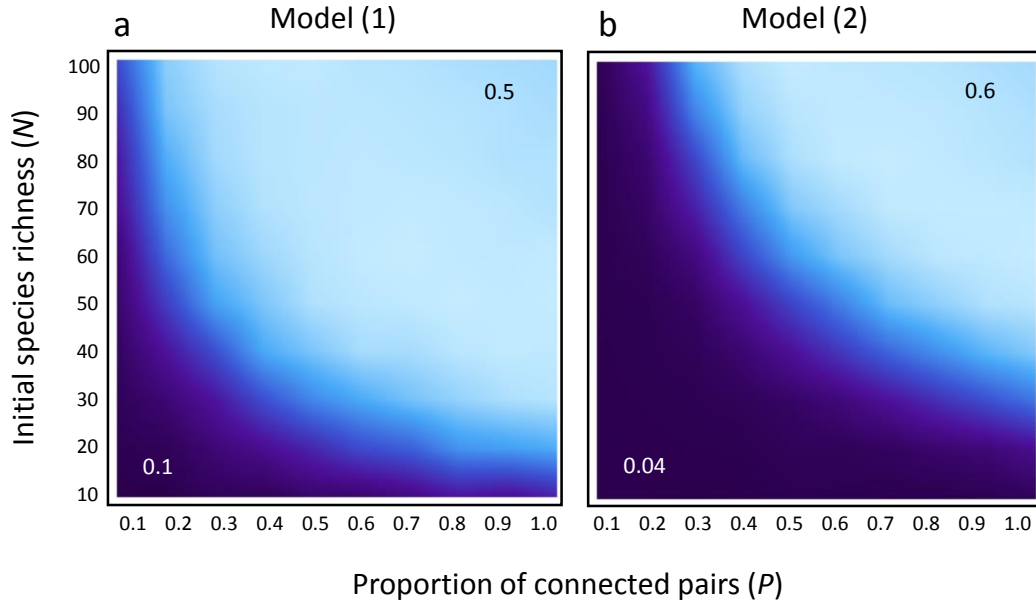 a
Model (1)
b
Model (2)
Initial species richness (N)
100
90
80
70
60
50
40
30
20
10
0.5
0.1
0.6
0.04
0.1 0.2 0.3 0.4 0.5 0.6 0.7 0.8 0.9 1.0
0.1 0.2 0.3 0.4 0.5 0.6 0.7 0.8 0.9 1.0
Proportion of connected pairs (P)